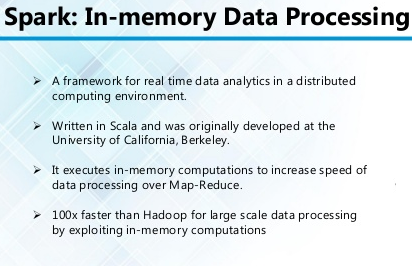 Spark: In-memory Data Processing
➢ A framework for real time data analytics in a distributed
computing environment.
➢ Written in Scala and was originally developed at the
University of California, Berkeley.
➢ It executes in-memory computations to increase speed of
data processing over Map-Reduce.
➢ 100x faster than Hadoop for large scale data processing
by exploiting in-memory computations